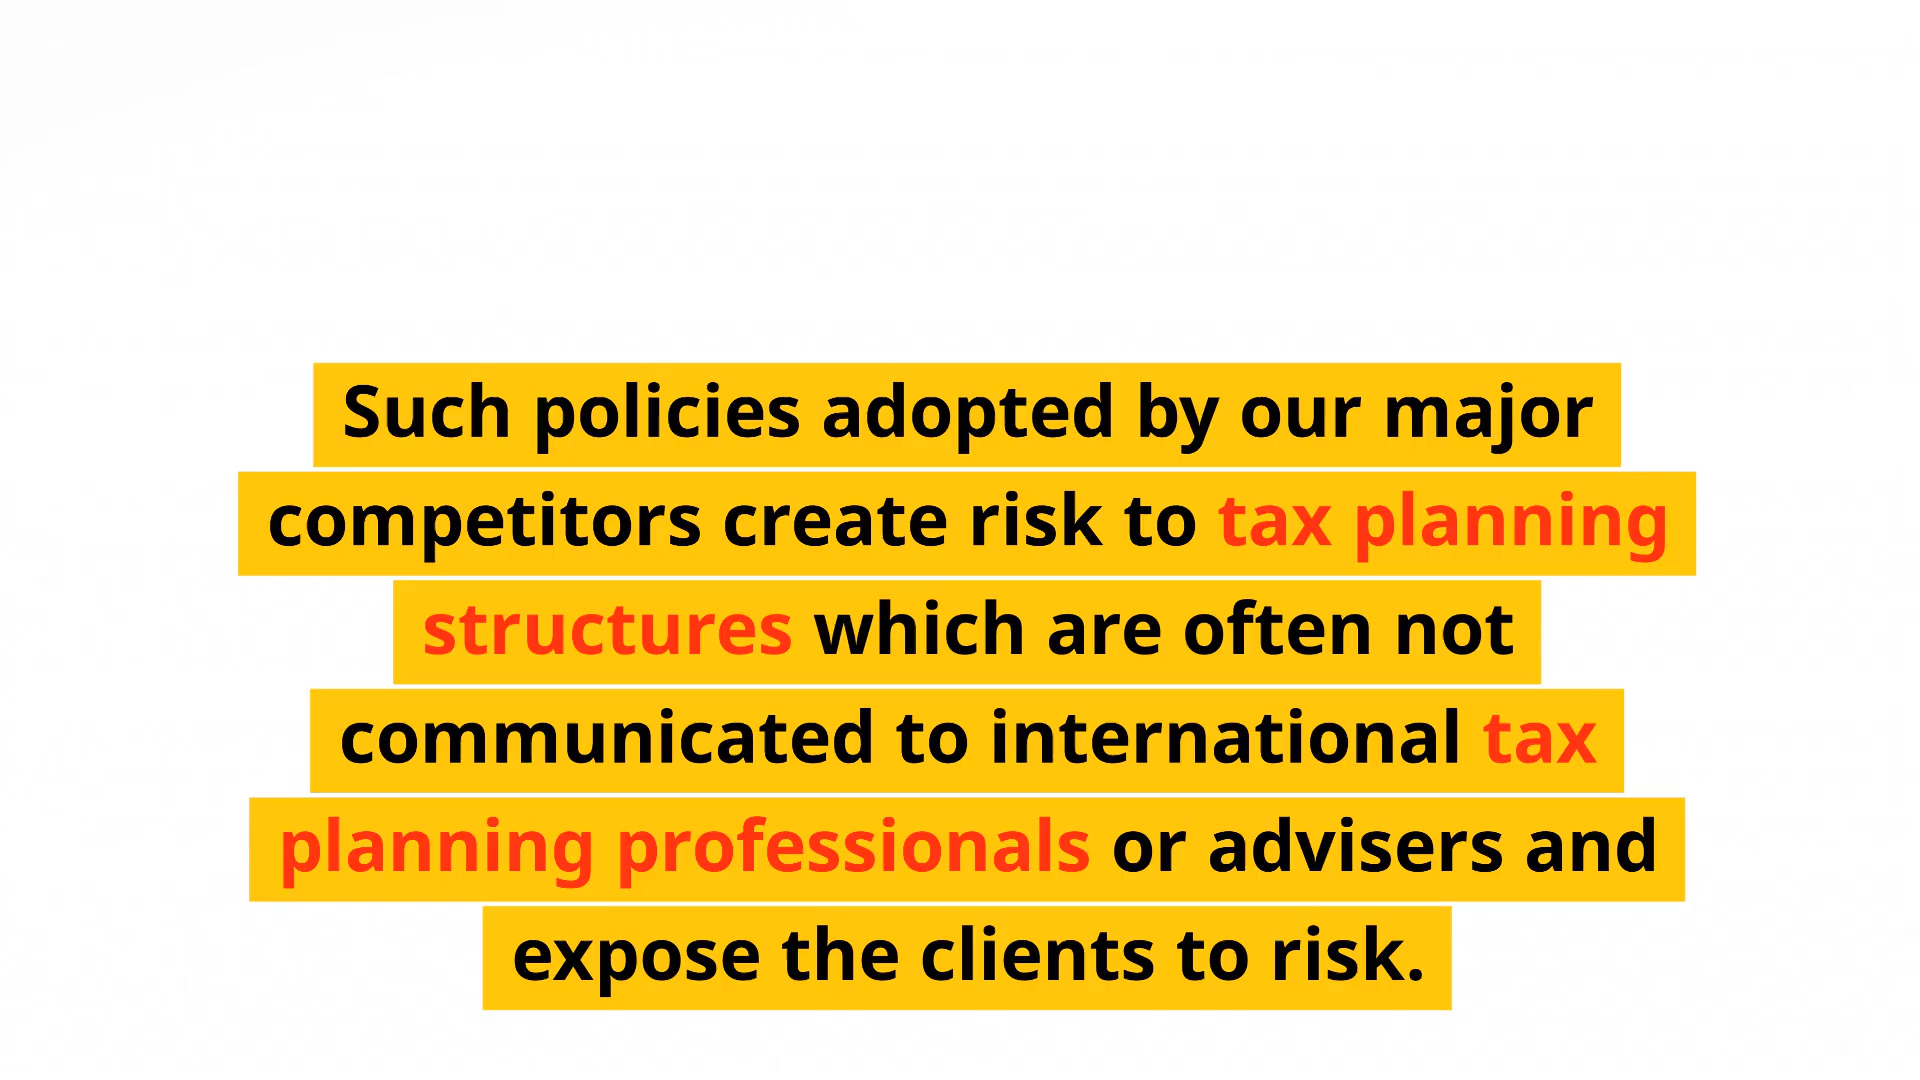 Such policies adopted by our major
competitors create risk to tax planning
structures which are often not
communicated to international tax
planning professionals or advisers and
expose the clients to risk.